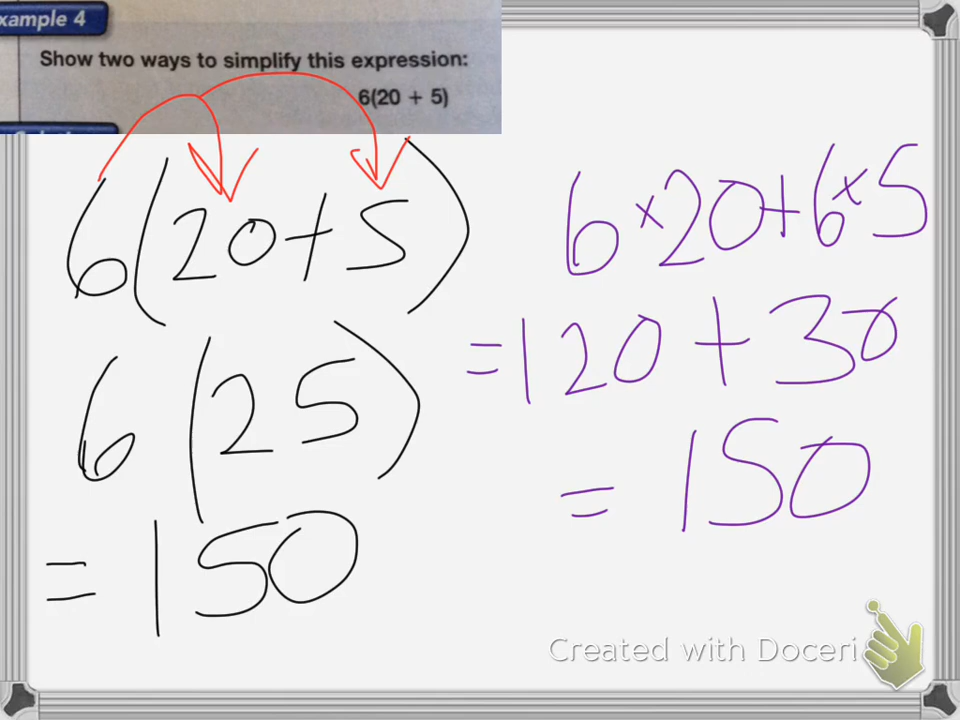 xample 4
Show two ways to simplify this expression:
6(20 + 5)
6(20+5)
6(25)
=150
6×20+6×5
=120+30
=150
Created with Doceri